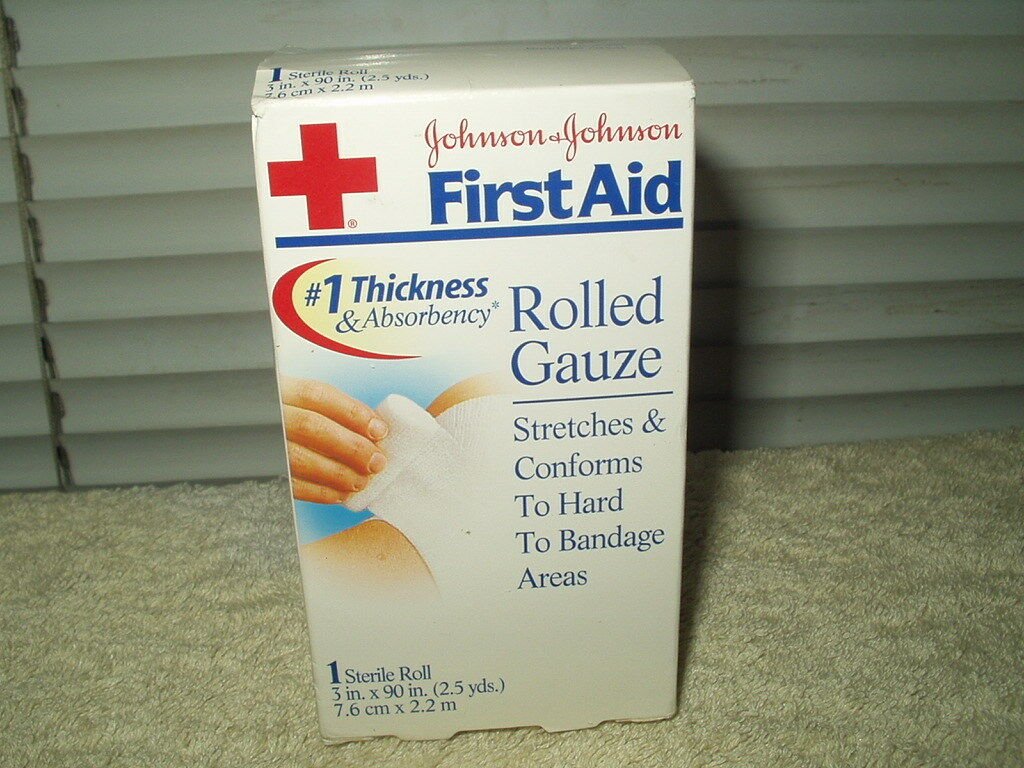 1 Sterile Roll
3 in. x 90 in. (2.5 yds.)
7.6 cm x 2.2 m
Johnson & Johnson
First Aid
®
#1 Thickness
& Absorbency*
Rolled
Gauze
Stretches &
Conforms
To Hard
To Bandage
Areas
1 Sterile Roll
3 in. x 90 in. (2.5 yds.)
7.6 cm x 2.2 m